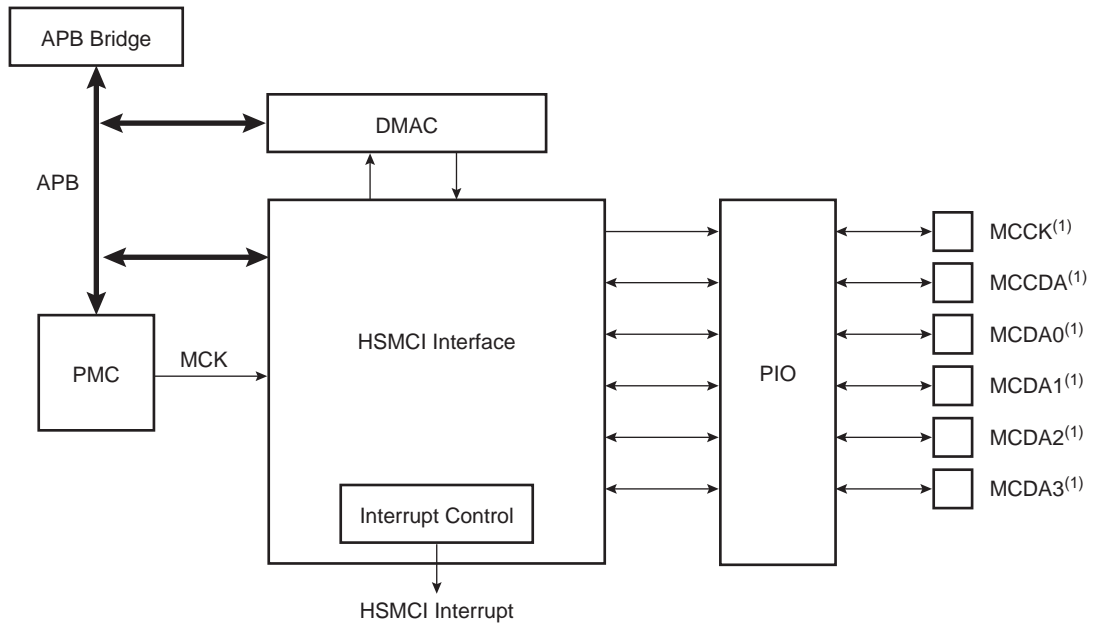 APB Bridge
DMAC
APB
MCCK(1)
MCCDA(1)
HSMCI Interface
MCDA0(1)
MCK
PMC
PIO
MCDA1(1)
MCDA2(1)
MCDA3(1)
Interrupt Control
HSMCI Interrupt